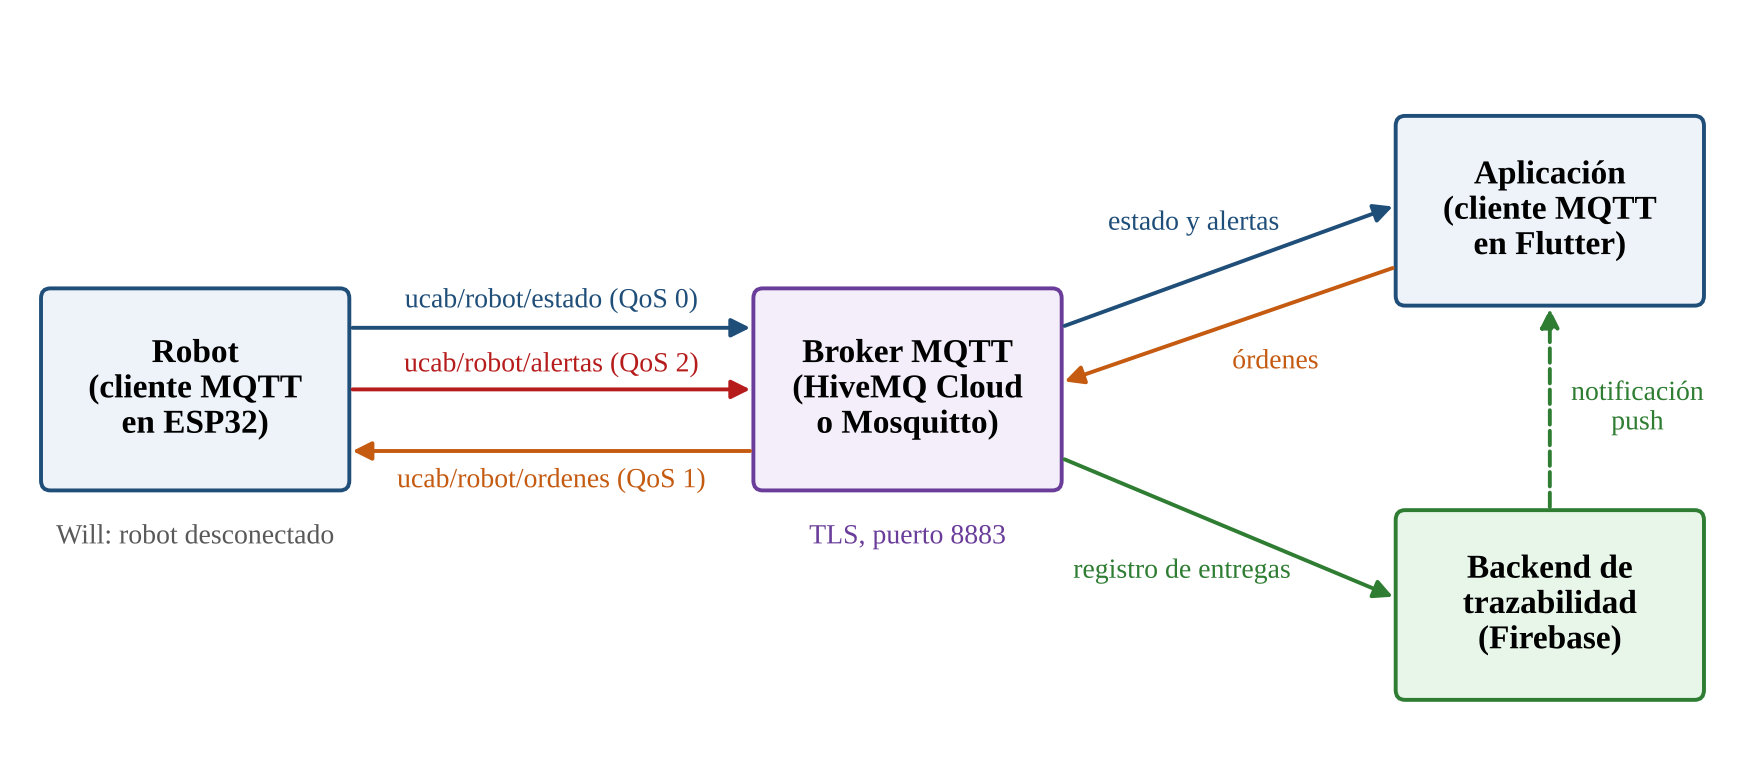 Robot
(cliente MQTT
en ESP32)
Will: robot desconectado
ucab/robot/estado (QoS 0)
ucab/robot/alertas (QoS 2)
ucab/robot/ordenes (QoS 1)
Broker MQTT
(HiveMQ Cloud
o Mosquitto)
TLS, puerto 8883
estado y alertas
órdenes
registro de entregas
Aplicación
(cliente MQTT
en Flutter)
notificación
push
Backend de
trazabilidad
(Firebase)